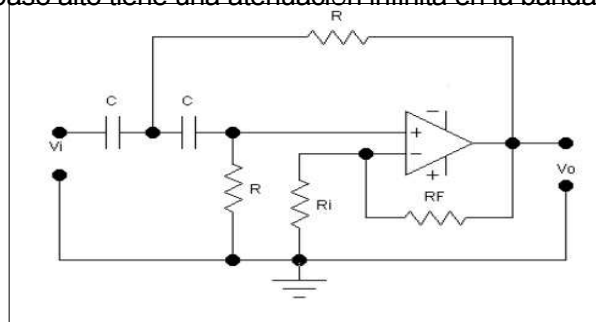 paso alto tiene una atenuación infinita en la banda
R
C
C
Vi
R
Ri
RF
+
−
−
+
Vo